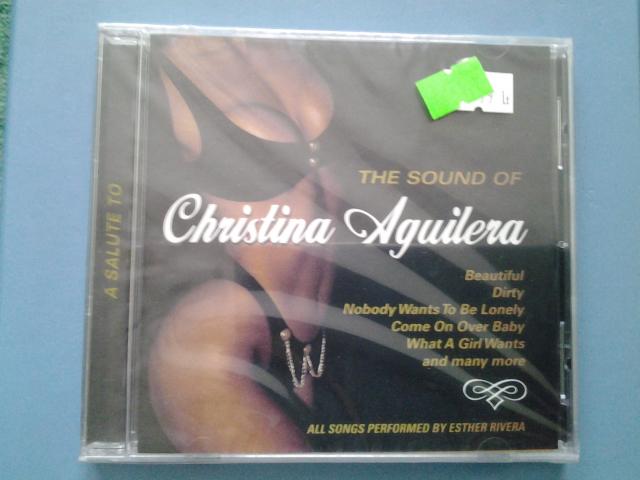 A SALUTE TO
THE SOUND OF
Christina Aguilera
Beautiful
Dirty
Nobody Wants To Be Lonely
Come On Over Baby
What A Girl Wants
and many more
ALL SONGS PERFORMED BY ESTHER RIVERA